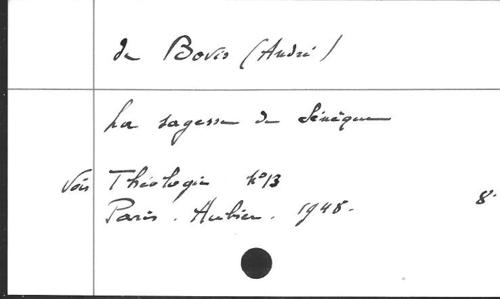 de Bovis (André)
La sagesse de Sénèque
Voir Théologie N° 13
Paris. Aubier. 1948. 8°